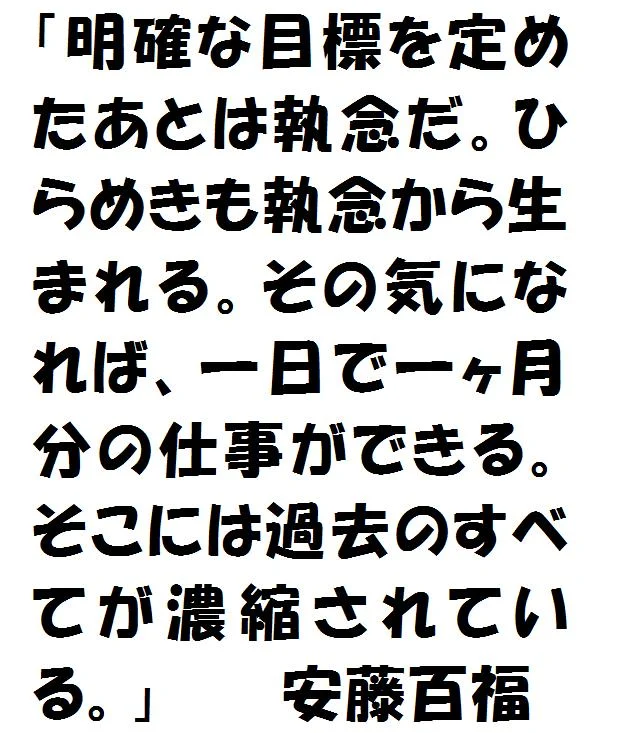 「明確な目標を定め
たあとは執念だ。ひ
らめきも執念から生
まれる。その気にな
れば、一日で一ヶ月
分の仕事ができる。
そこには過去のすべ
てが濃縮されてい
る。」　　安藤百福